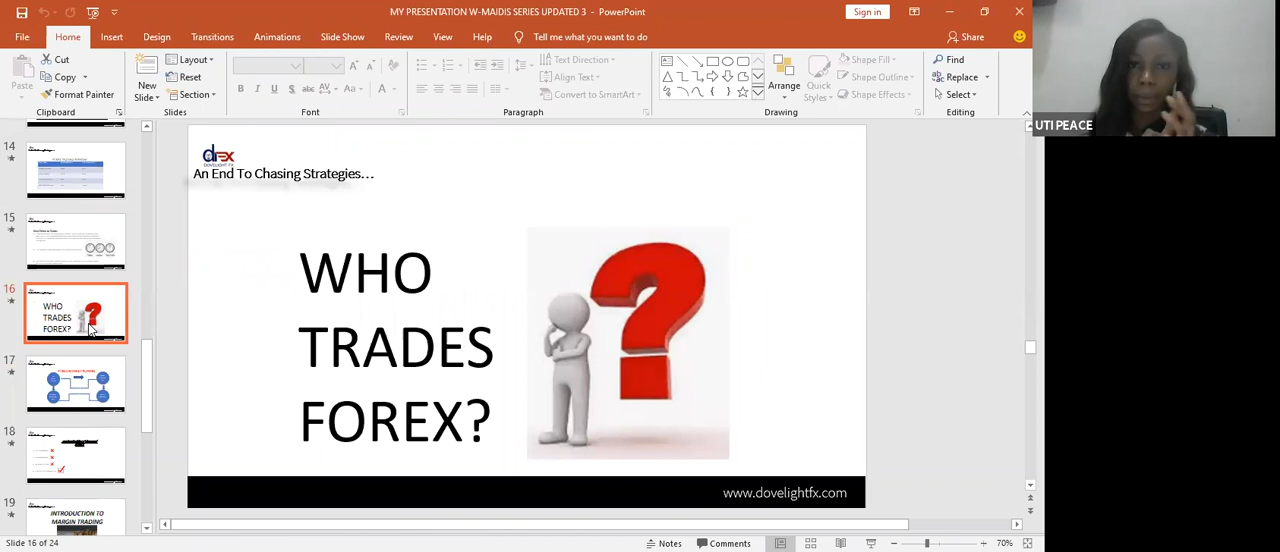 MY PRESENTATION W-MAIDIS SERIES UPDATED 3 - PowerPoint
Sign in
File Home Insert Design Transitions Animations Slide Show Review View Help Tell me what you want to do Share
Paste
Cut
Copy
Format Painter
Clipboard
New Slide
Layout
Reset
Section
Slides
B I U S abc AV Aa A
Font
Text Direction
Align Text
Convert to SmartArt
Paragraph
Arrange
Quick Styles
Shape Fill
Shape Outline
Shape Effects
Drawing
Find
Replace
Select
Editing
UTI PEACE
14
15
16
WHO
TRADES
FOREX?
17
18
19
INTRODUCTION TO
MARGIN TRADING
DOVELIGHT FX
An End To Chasing Strategies...
WHO
TRADES
FOREX?
www.dovelightfx.com
Slide 16 of 24
Notes
Comments
70%